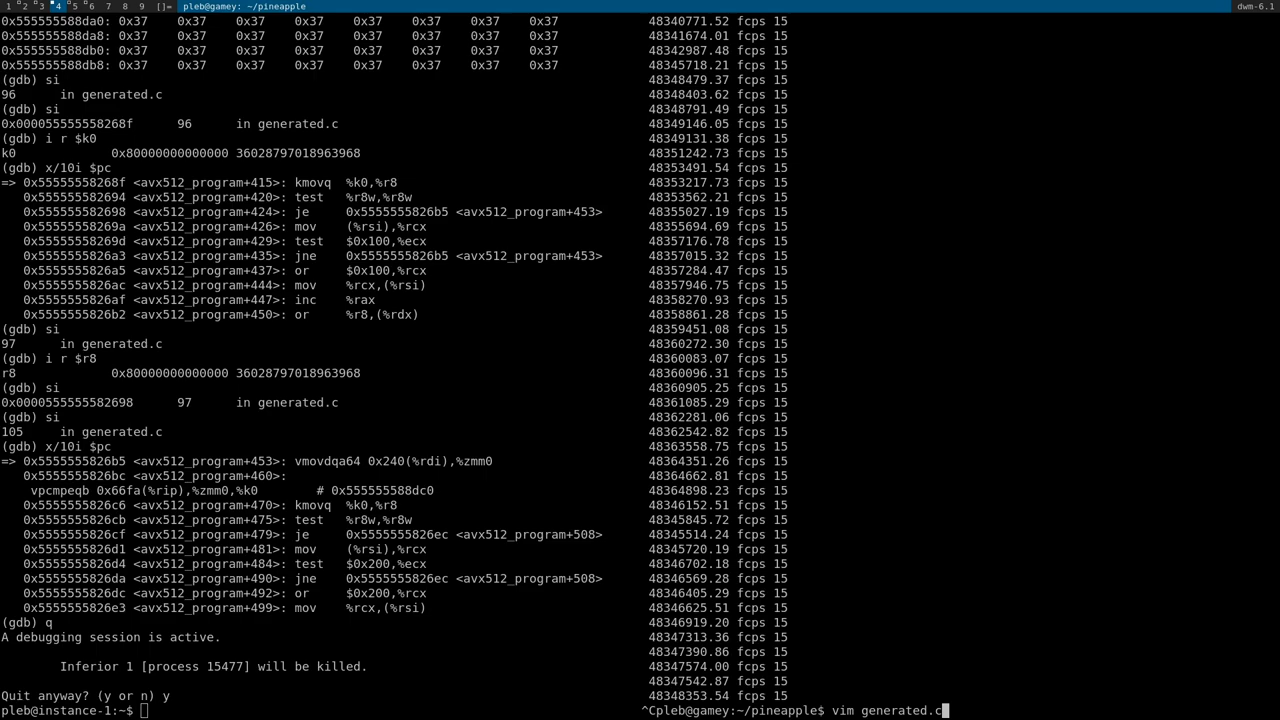 1 2 3 4 5 6 7 8 9 []= pleb@gamey: ~/pineapple dwm-6.1
0x555555588da0: 0x37 0x37 0x37 0x37 0x37 0x37 0x37 0x37
0x555555588da8: 0x37 0x37 0x37 0x37 0x37 0x37 0x37 0x37
0x555555588db0: 0x37 0x37 0x37 0x37 0x37 0x37 0x37 0x37
0x555555588db8: 0x37 0x37 0x37 0x37 0x37 0x37 0x37 0x37
(gdb) si
96 in generated.c
(gdb) si
0x000055555558268f 96 in generated.c
(gdb) i r $k0
k0 0x80000000000000 36028797018963968
(gdb) x/10i $pc
=> 0x55555558268f <avx512_program+415>: kmovq %k0,%r8
0x555555582694 <avx512_program+420>: test %r8w,%r8w
0x555555582698 <avx512_program+424>: je 0x5555555826b5 <avx512_program+453>
0x55555558269a <avx512_program+426>: mov (%rsi),%rcx
0x55555558269d <avx512_program+429>: test $0x100,%ecx
0x5555555826a3 <avx512_program+435>: jne 0x5555555826b5 <avx512_program+453>
0x5555555826a5 <avx512_program+437>: or $0x100,%rcx
0x5555555826ac <avx512_program+444>: mov %rcx,(%rsi)
0x5555555826af <avx512_program+447>: inc %rax
0x5555555826b2 <avx512_program+450>: or %r8,(%rdx)
(gdb) si
97 in generated.c
(gdb) i r $r8
r8 0x80000000000000 36028797018963968
(gdb) si
0x0000555555582698 97 in generated.c
(gdb) si
105 in generated.c
(gdb) x/10i $pc
=> 0x5555555826b5 <avx512_program+453>: vmovdqa64 0x240(%rdi),%zmm0
0x5555555826bc <avx512_program+460>:
vpcmpeqb 0x66fa(%rip),%zmm0,%k0 # 0x555555588dc0
0x5555555826c6 <avx512_program+470>: kmovq %k0,%r8
0x5555555826cb <avx512_program+475>: test %r8w,%r8w
0x5555555826cf <avx512_program+479>: je 0x5555555826ec <avx512_program+508>
0x5555555826d1 <avx512_program+481>: mov (%rsi),%rcx
0x5555555826d4 <avx512_program+484>: test $0x200,%ecx
0x5555555826da <avx512_program+490>: jne 0x5555555826ec <avx512_program+508>
0x5555555826dc <avx512_program+492>: or $0x200,%rcx
0x5555555826e3 <avx512_program+499>: mov %rcx,(%rsi)
(gdb) q
A debugging session is active.
Inferior 1 [process 15477] will be killed.
Quit anyway? (y or n) y
pleb@instance-1:~$
48340771.52 fcps 15
48341674.01 fcps 15
48342987.48 fcps 15
48345718.21 fcps 15
48348479.37 fcps 15
48348403.62 fcps 15
48348791.49 fcps 15
48349146.05 fcps 15
48349131.38 fcps 15
48351242.73 fcps 15
48353491.54 fcps 15
48353217.73 fcps 15
48353562.21 fcps 15
48355027.19 fcps 15
48355694.69 fcps 15
48357176.78 fcps 15
48357015.32 fcps 15
48357284.47 fcps 15
48357946.75 fcps 15
48358270.93 fcps 15
48358861.28 fcps 15
48359451.08 fcps 15
48360272.30 fcps 15
48360083.07 fcps 15
48360096.31 fcps 15
48360905.25 fcps 15
48361085.29 fcps 15
48362281.06 fcps 15
48362542.82 fcps 15
48363558.75 fcps 15
48364351.26 fcps 15
48364662.81 fcps 15
48364898.23 fcps 15
48346152.51 fcps 15
48345845.72 fcps 15
48345514.24 fcps 15
48345720.19 fcps 15
48346702.18 fcps 15
48346569.28 fcps 15
48346405.29 fcps 15
48346625.51 fcps 15
48346919.20 fcps 15
48347313.36 fcps 15
48347390.86 fcps 15
48347574.00 fcps 15
48347542.87 fcps 15
48348353.54 fcps 15
^Cpleb@gamey:~/pineapple$ vim generated.c